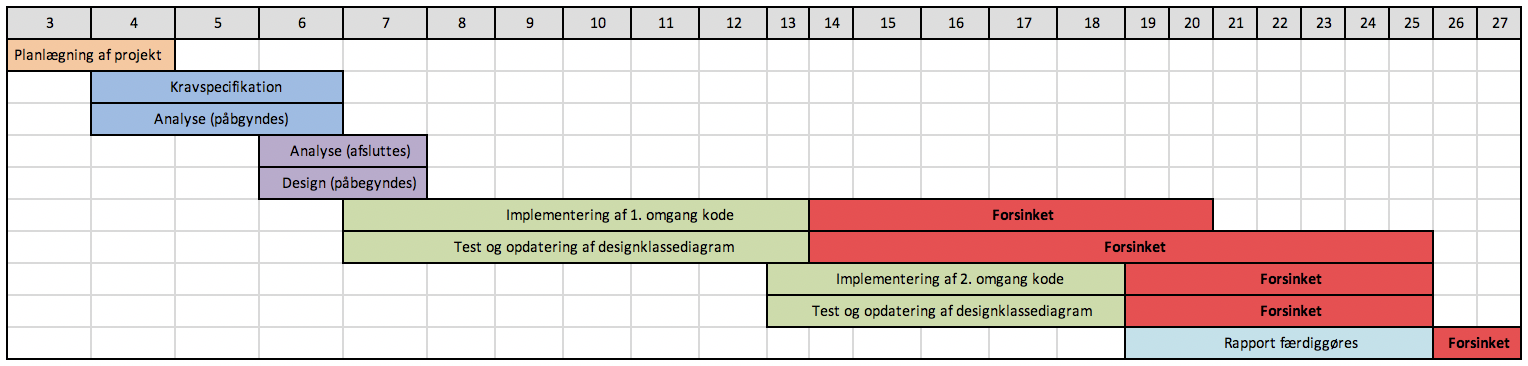 3 4 5 6 7 8 9 10 11 12 13 14 15 16 17 18 19 20 21 22 23 24 25 26 27
Planlægning af projekt
Kravspecifikation
Analyse (påbgyndes)
Analyse (afsluttes)
Design (påbegyndes)
Implementering af 1. omgang kode Forsinket
Test og opdatering af designklassediagram Forsinket
Implementering af 2. omgang kode Forsinket
Test og opdatering af designklassediagram Forsinket
Rapport færdiggøres Forsinket